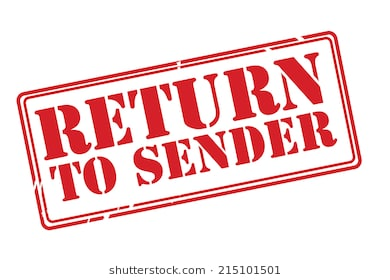 RETURN
TO SENDER
shutterstock.com · 215101501